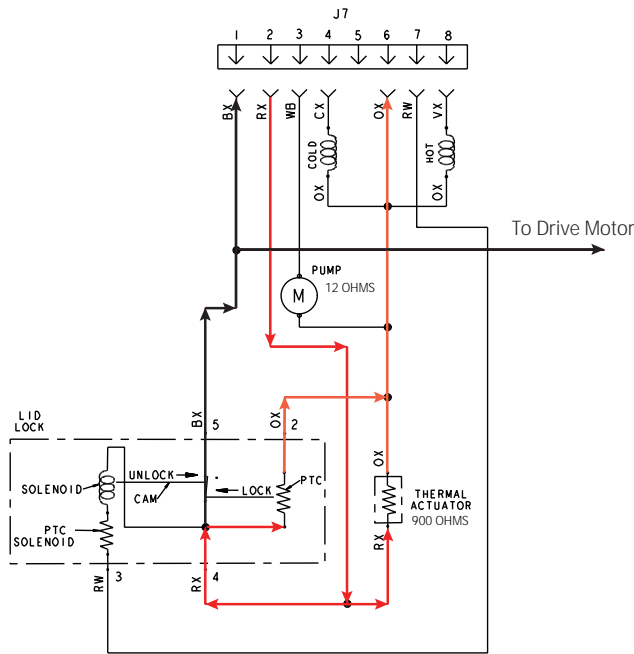 J7
1 2 3 4 5 6 7 8
BX RX WB CX OX RW VX
COLD HOT
OX OX
To Drive Motor
PUMP
M 12 OHMS
LID
LOCK
BX 5 OX 2
OX
UNLOCK
SOLENOID
CAM
LOCK
PTC
THERMAL
ACTUATOR
900 OHMS
PTC
SOLENOID
RX
RW 3 RX 4